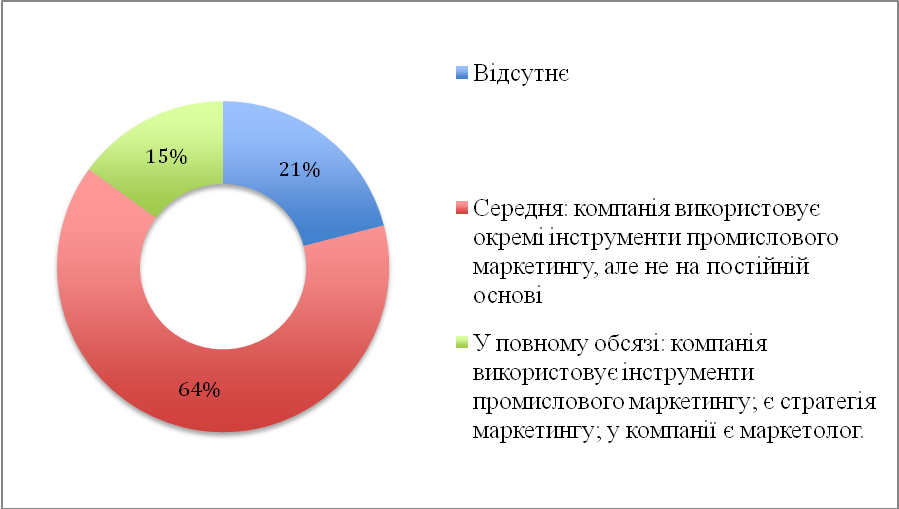 Відсутнє
15%
21%
Середня: компанія використовує
окремі інструменти промислового
маркетингу, але не на постійній
основі
У повному обсязі: компанія
використовує інструменти
промислового маркетингу; є стратегія
маркетингу; у компанії є маркетолог.
64%